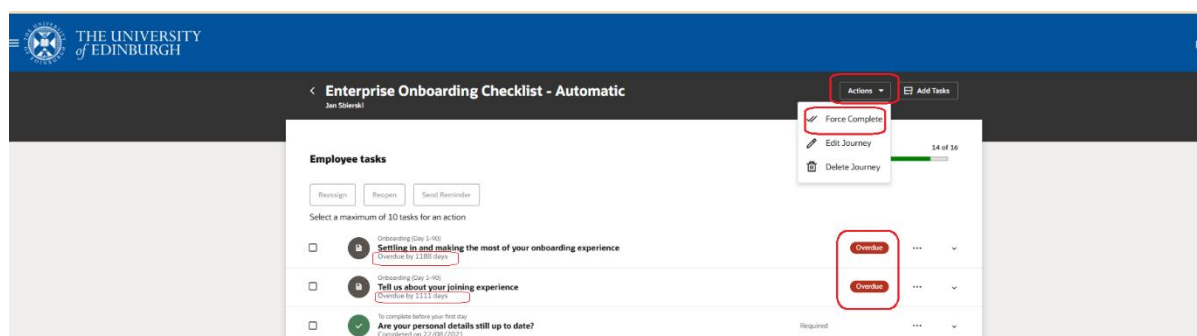 THE UNIVERSITY
of EDINBURGH
Enterprise Onboarding Checklist - Automatic
Jan Sbierski
Actions
Add Tasks
Force Complete
Edit Journey
Delete Journey
14 of 16
Employee tasks
Reassign
Reopen
Send Reminder
Select a maximum of 10 tasks for an action
Onboarding (Day 1-90)
Settling in and making the most of your onboarding experience
Overdue by 1188 days
Overdue
Onboarding (Day 1-90)
Tell us about your joining experience
Overdue by 1111 days
Overdue
To complete before your first day
Are your personal details still up to date?
Completed on 22/08/2021
Required